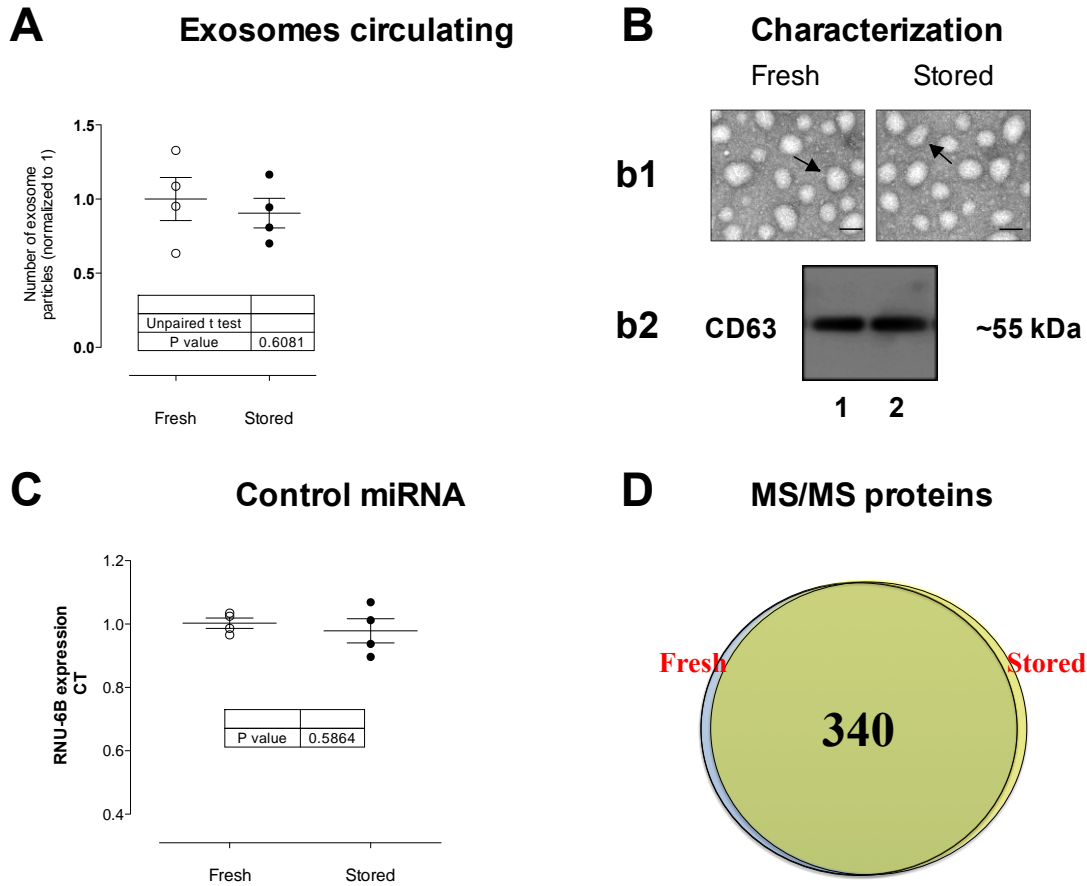 A
Exosomes circulating
Number of exosome
particles (normalized to 1)
1.5
1.0
0.5
0.0
Unpaired t test
P value 0.6081
Fresh Stored
B
Characterization
Fresh Stored
b1
b2 CD63 ~55 kDa
1 2
C
Control miRNA
RNU-6B expression
CT
1.2
1.0
0.8
0.6
0.4
P value 0.5864
Fresh Stored
D
MS/MS proteins
Fresh Stored
340